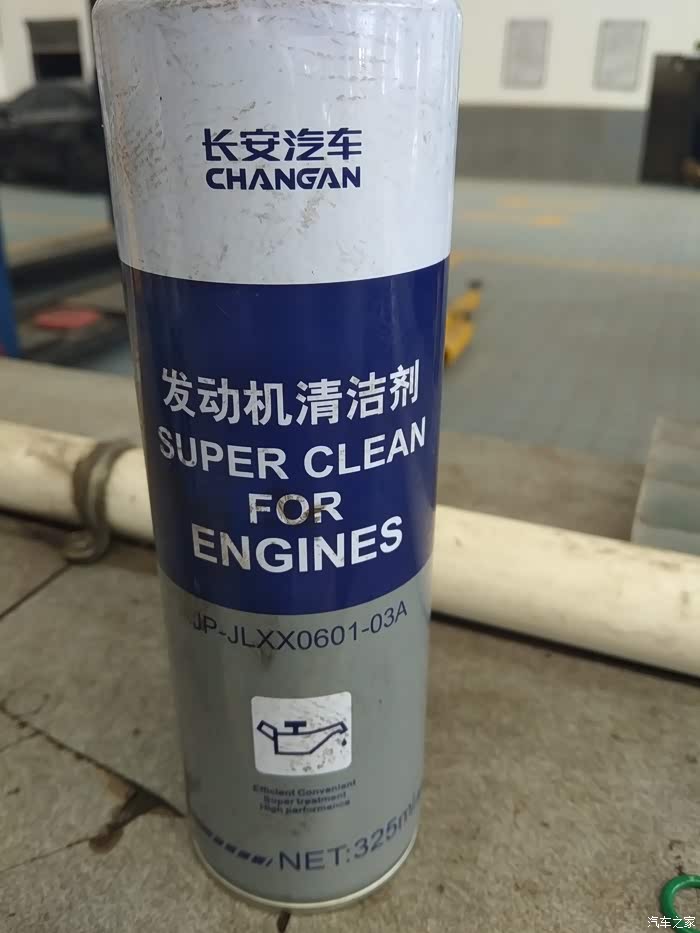 长安汽车
CHANGAN
发动机清洁剂
SUPER CLEAN
FOR
ENGINES
JP-JLXX0601-03A
Efficient Convenient
Super treatment
High performance
NET:325ml
汽车之家